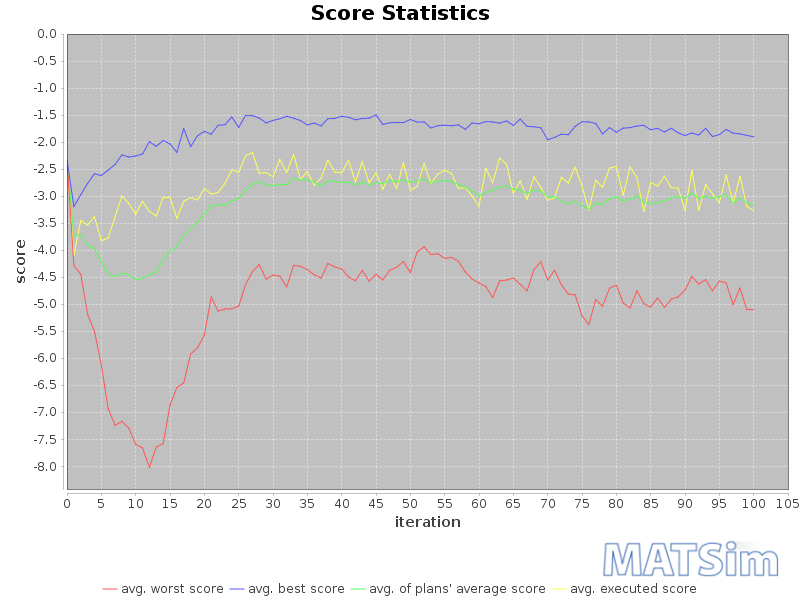 Score Statistics
0.0
-0.5
-1.0
-1.5
-2.0
-2.5
-3.0
-3.5
-4.0
-4.5
-5.0
-5.5
-6.0
-6.5
-7.0
-7.5
-8.0
score
0 5 10 15 20 25 30 35 40 45 50 55 60 65 70 75 80 85 90 95 100 105
iteration
MATSim
avg. worst score avg. best score avg. of plans' average score avg. executed score